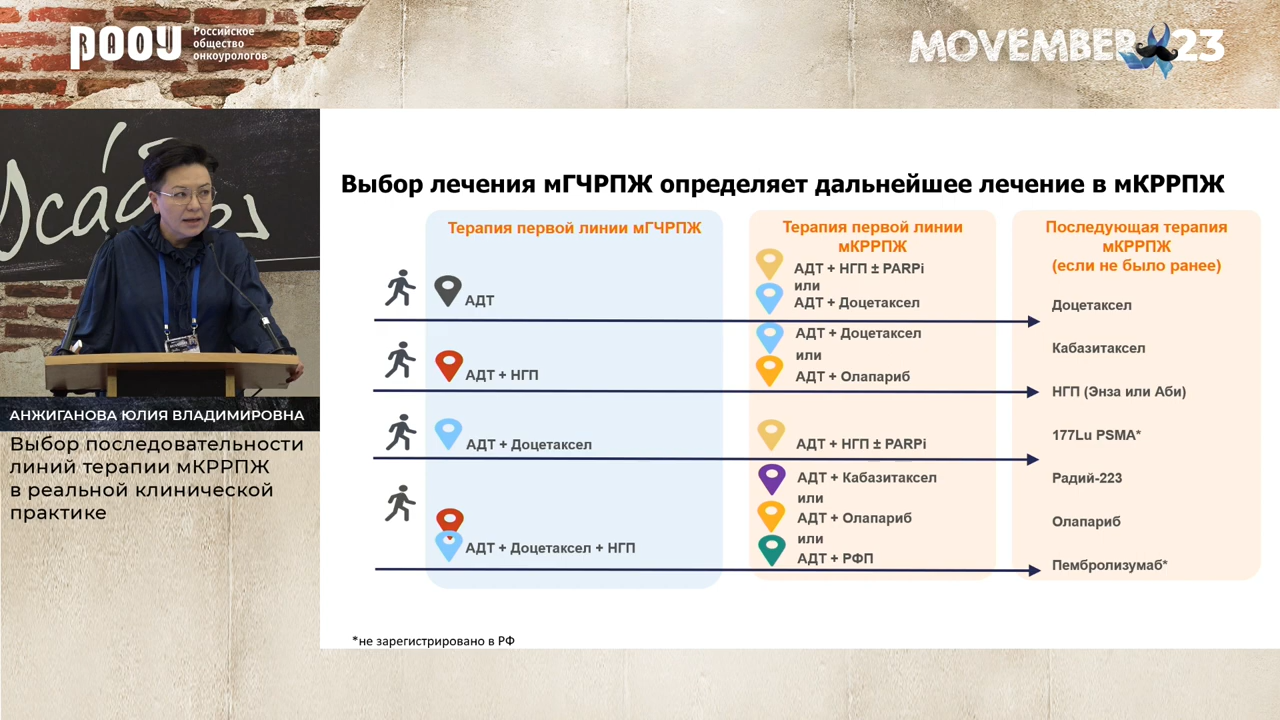 РООУ
Российское
общество
онкоурологов
MOVEMBER 23
АНЖИГАНОВА ЮЛИЯ ВЛАДИМИРОВНА
Выбор последовательности
линий терапии мКРРПЖ
в реальной клинической
практике
Выбор лечения мГЧРПЖ определяет дальнейшее лечение в мКРРПЖ
Терапия первой линии мГЧРПЖ
АДТ
АДТ + НГП
АДТ + Доцетаксел
АДТ + Доцетаксел + НГП
Терапия первой линии
мКРРПЖ
АДТ + НГП ± PARPi
или
АДТ + Доцетаксел
АДТ + Доцетаксел
или
АДТ + Олапариб
АДТ + НГП ± PARPi
АДТ + Кабазитаксел
или
АДТ + Олапариб
или
АДТ + РФП
Последующая терапия
мКРРПЖ
(если не было ранее)
Доцетаксел
Кабазитаксел
НГП (Энза или Аби)
177Lu PSMA*
Радий-223
Олапариб
Пембролизумаб*
*не зарегистрировано в РФ